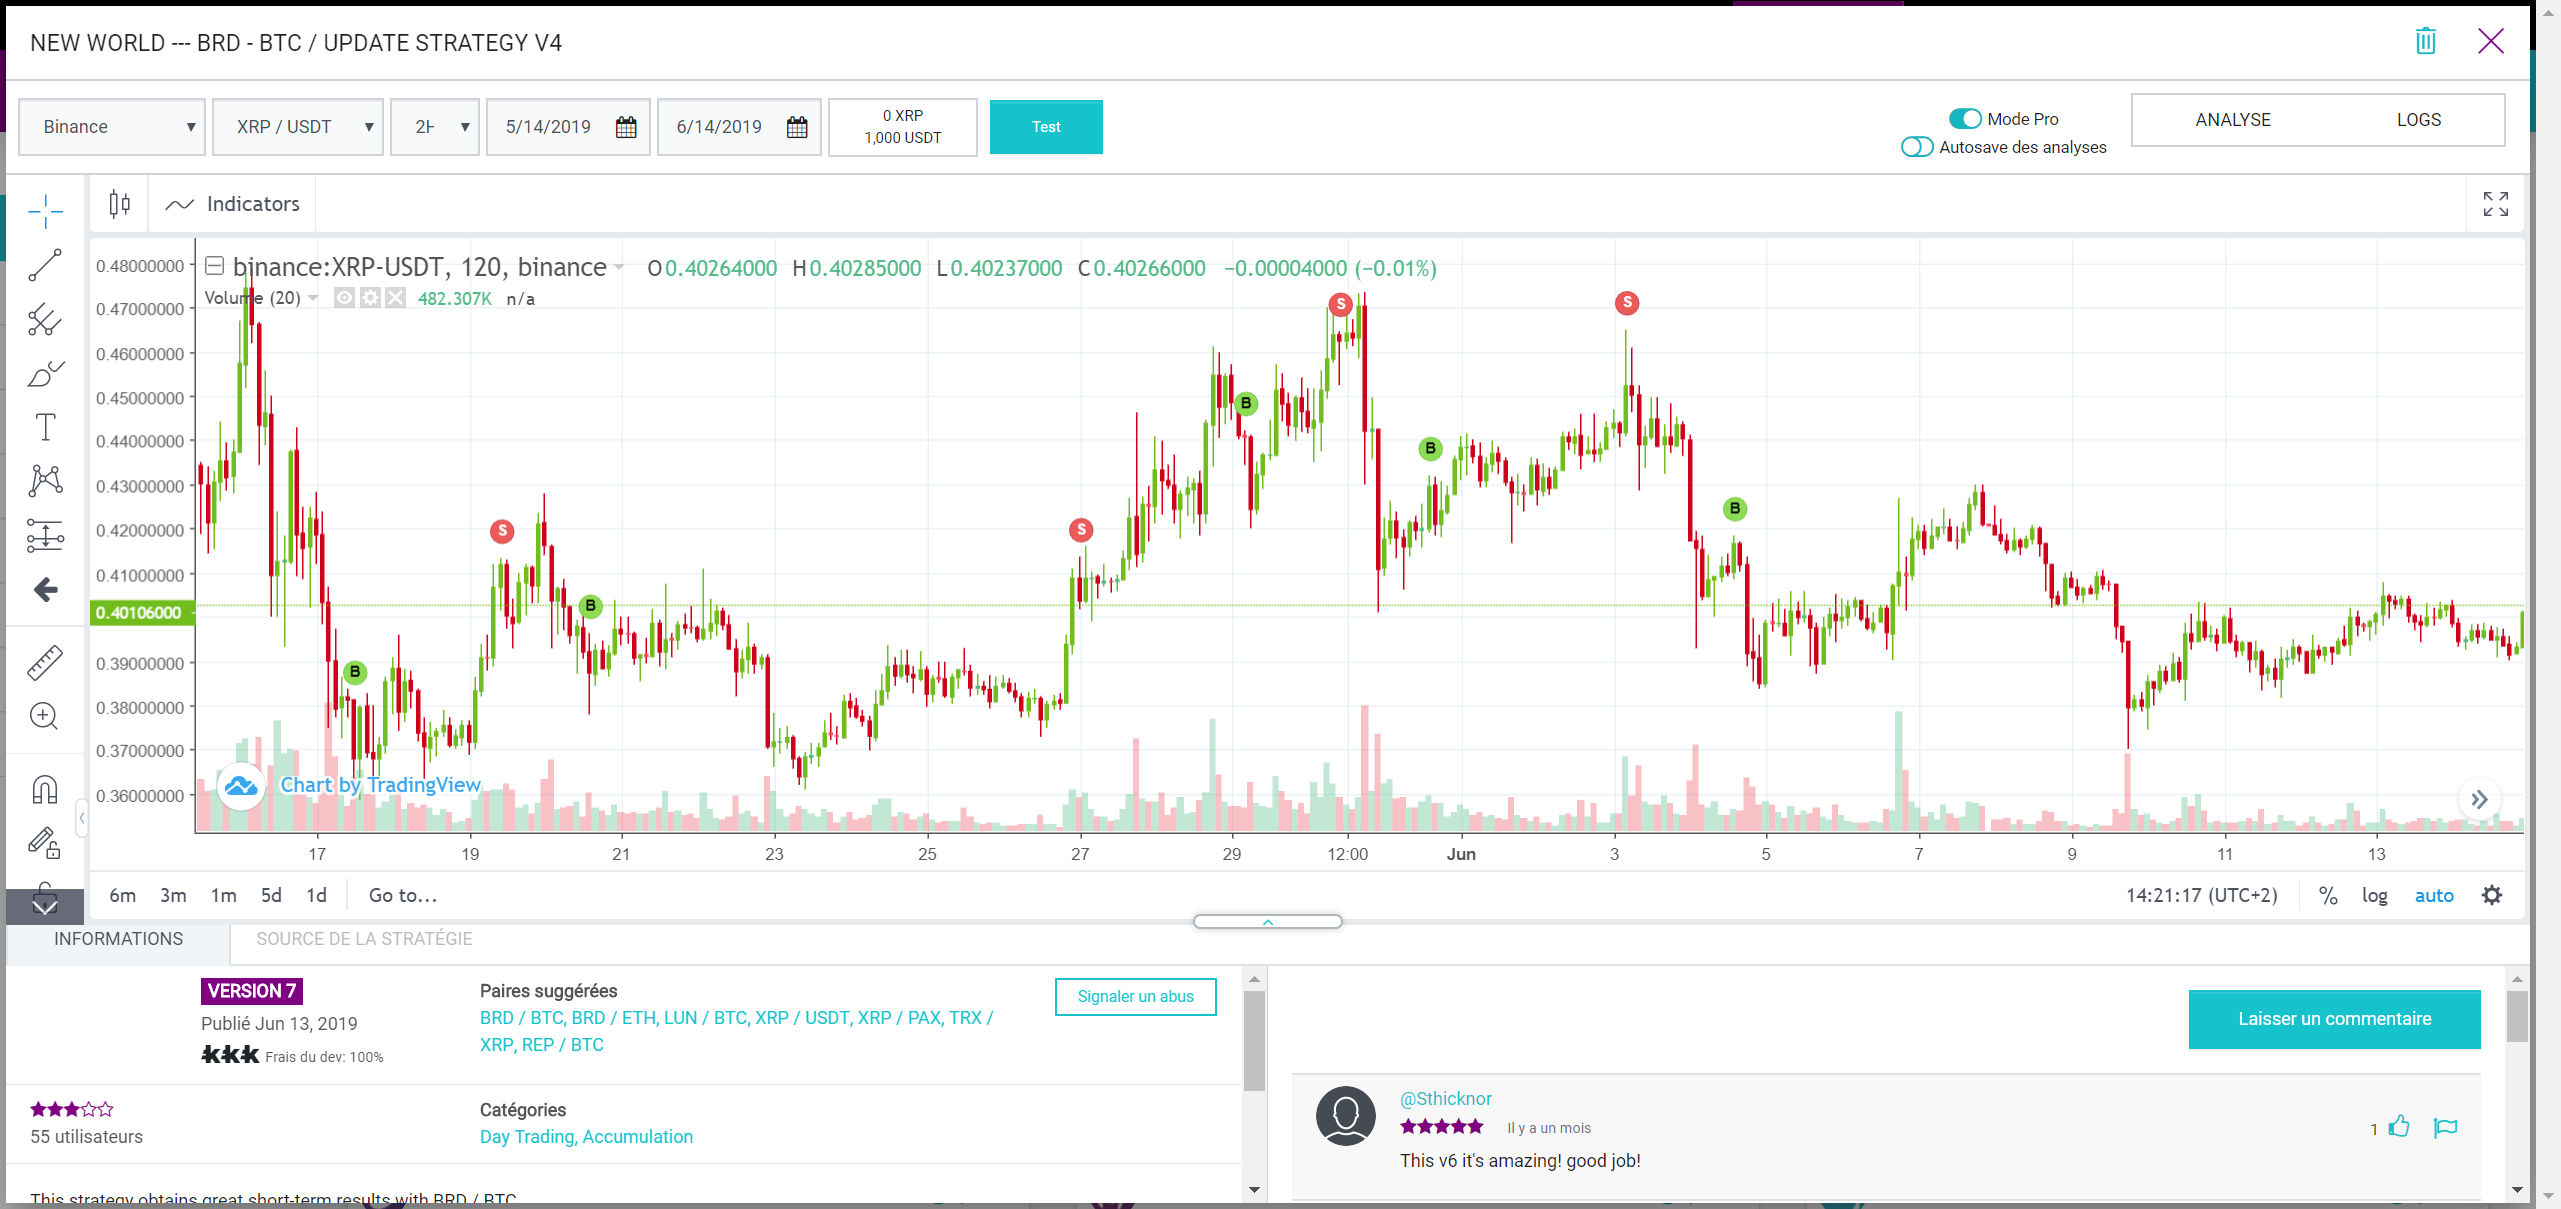 NEW WORLD --- BRD - BTC / UPDATE STRATEGY V4
Binance
XRP / USDT
5/14/2019
6/14/2019
0 XRP
1,000 USDT
Test
Mode Pro
Autosave des analyses
ANALYSE
LOGS
Indicators
binance:XRP-USDT, 120, binance O0.40264000 H0.40285000 L0.40237000 C0.40266000 −0.00004000 (−0.01%)
Volume (20) 482.307K n/a
0.48000000
0.47000000
0.46000000
0.45000000
0.44000000
0.43000000
0.42000000
0.41000000
0.40106000
0.39000000
0.38000000
0.37000000
0.36000000
B
S
B
S
B
S
B
S
B
Chart by TradingView
17 19 21 23 25 27 29 12:00 Jun 3 5 7 9 11 13
6m 3m 1m 5d 1d Go to...
14:21:17 (UTC+2) % log auto
INFORMATIONS
SOURCE DE LA STRATÉGIE
VERSION 7
Publié Jun 13, 2019
Frais du dev: 100%
Paires suggérées
BRD / BTC, BRD / ETH, LUN / BTC, XRP / USDT, XRP / PAX, TRX /
XRP, REP / BTC
Signaler un abus
55 utilisateurs
Catégories
Day Trading, Accumulation
This strategy obtains great short-term results with BRD / BTC
Laisser un commentaire
@Sthicknor
Il y a un mois
1
This v6 it's amazing! good job!